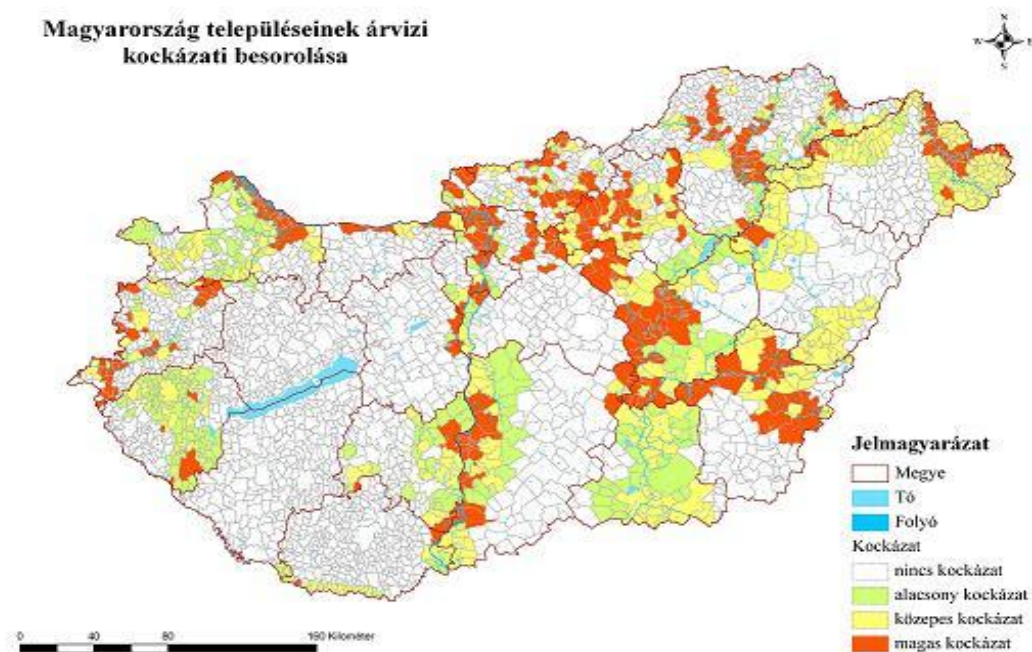 Magyarország településeinek árvizi
kockázati besorolása
N
W E
S
Jelmagyarázat
Megye
Tó
Folyó
Kockázat
nincs kockázat
alacsony kockázat
közepes kockázat
magas kockázat
0 40 80 160 Kilométer